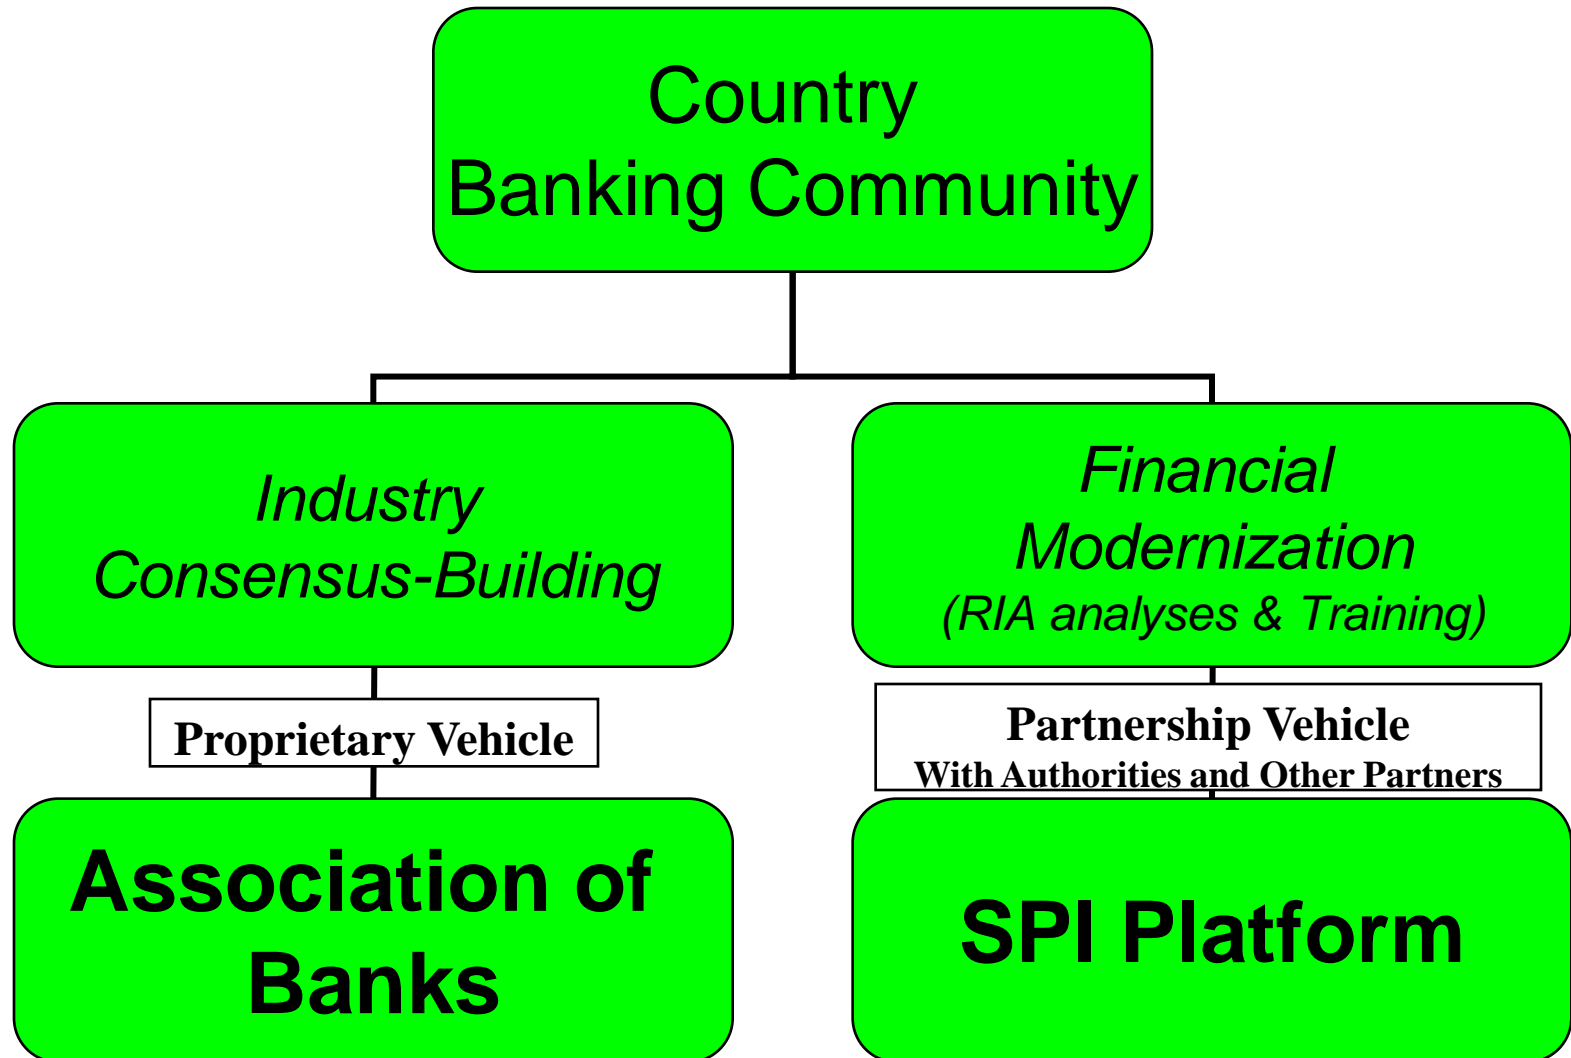 Country
Banking Community
Industry
Consensus-Building
Financial
Modernization
(RIA analyses & Training)
Proprietary Vehicle
Partnership Vehicle
With Authorities and Other Partners
Association of
Banks
SPI Platform